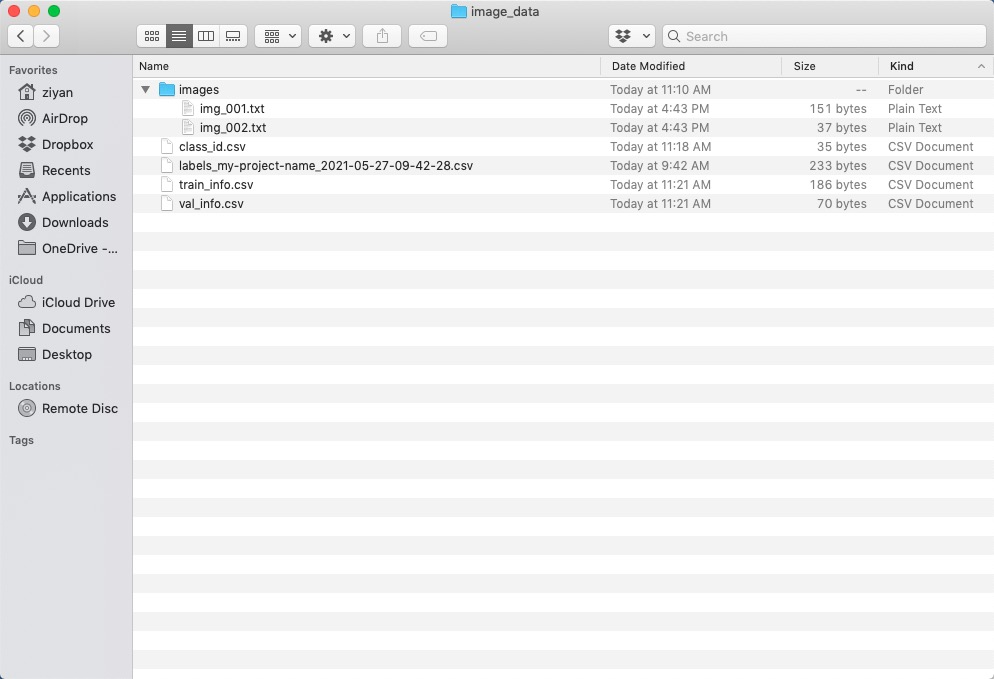 image_data
Search
Favorites
ziyan
AirDrop
Dropbox
Recents
Applications
Downloads
OneDrive -...
iCloud
iCloud Drive
Documents
Desktop
Locations
Remote Disc
Tags
Name Date Modified Size Kind
images Today at 11:10 AM -- Folder
img_001.txt Today at 4:43 PM 151 bytes Plain Text
img_002.txt Today at 4:43 PM 37 bytes Plain Text
class_id.csv Today at 11:18 AM 35 bytes CSV Document
labels_my-project-name_2021-05-27-09-42-28.csv Today at 9:42 AM 233 bytes CSV Document
train_info.csv Today at 11:21 AM 186 bytes CSV Document
val_info.csv Today at 11:21 AM 70 bytes CSV Document